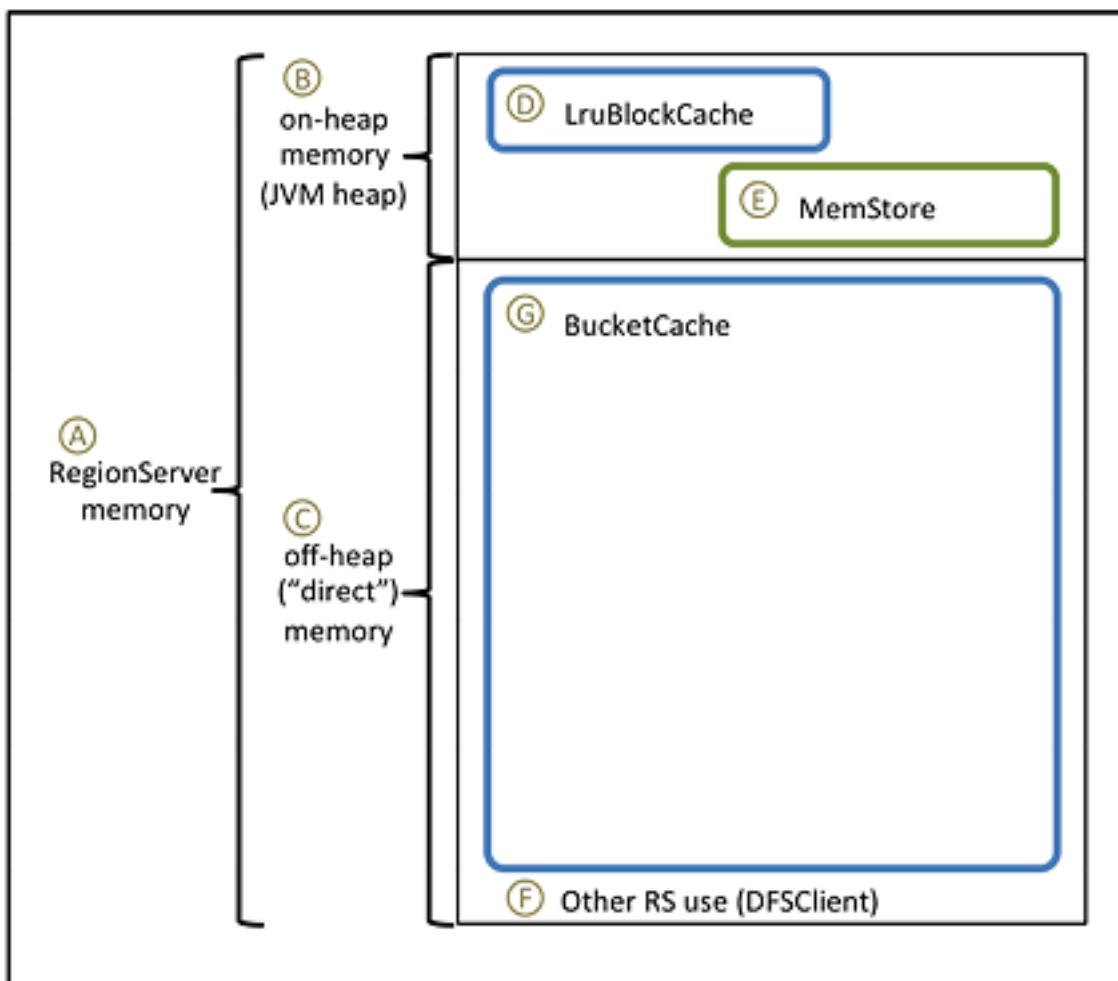 B
on-heap
memory
(JVM heap)
D LruBlockCache
E MemStore
G BucketCache
A
RegionServer
memory
C
off-heap
(“direct”)
memory
F Other RS use (DFSClient)